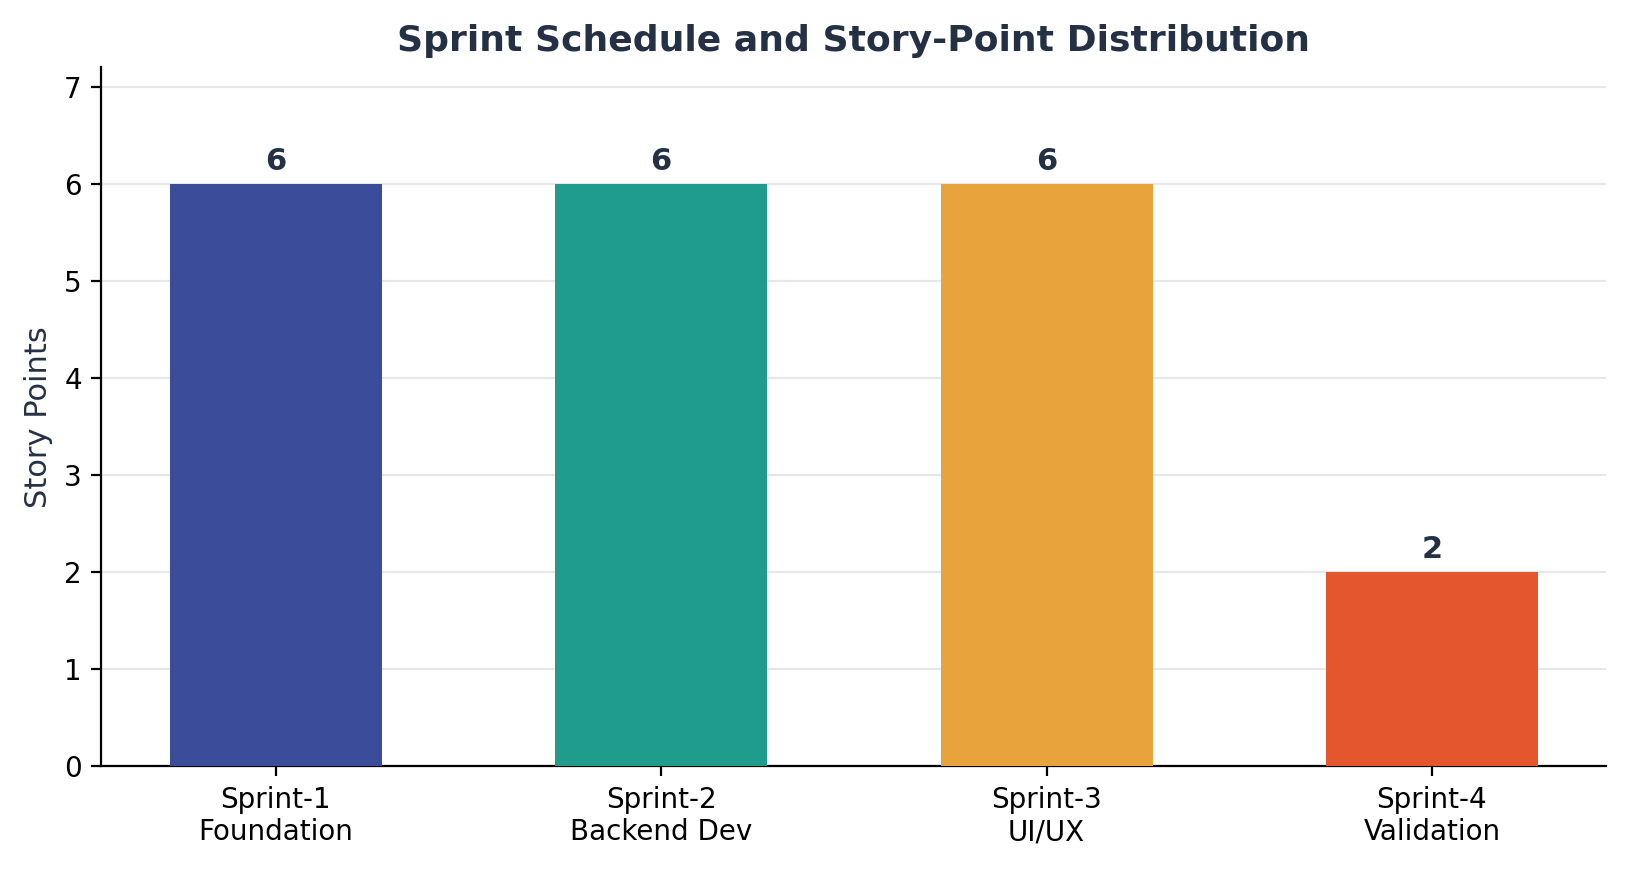 Sprint Schedule and Story-Point Distribution
Story Points
7
6
5
4
3
2
1
0
6
6
6
2
Sprint-1
Foundation
Sprint-2
Backend Dev
Sprint-3
UI/UX
Sprint-4
Validation